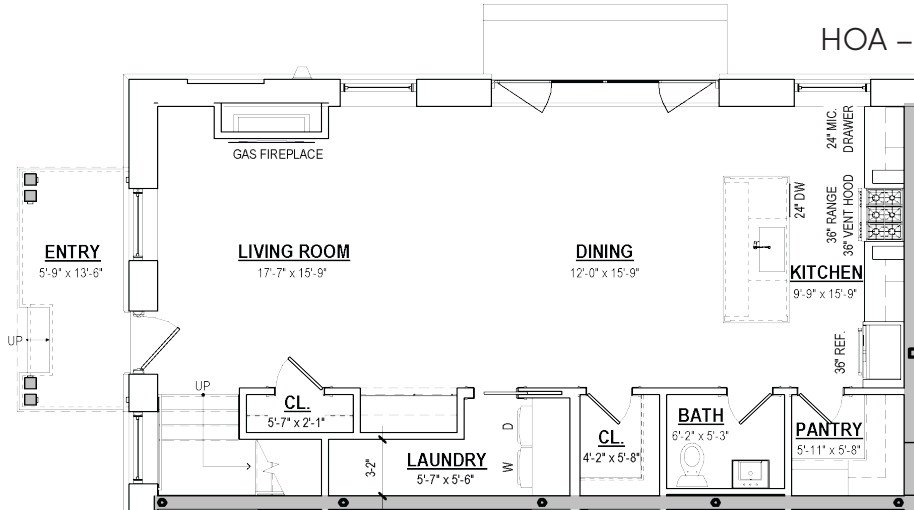 HOA –
24" MIC.
DRAWER
GAS FIREPLACE
24" DW
36" RANGE
36" VENT HOOD
ENTRY
5'-9" x 13'-6"
LIVING ROOM
17'-7" x 15'-9"
DINING
12'-0" x 15'-9"
KITCHEN
9'-9" x 15'-9"
UP
36" REF.
UP
CL.
5'-7" x 2'-1"
BATH
6'-2" x 5'-3"
PANTRY
5'-11" x 5'-8"
CL.
4'-2" x 5'-8"
D
W
LAUNDRY
5'-7" x 5'-6"
3'-2"